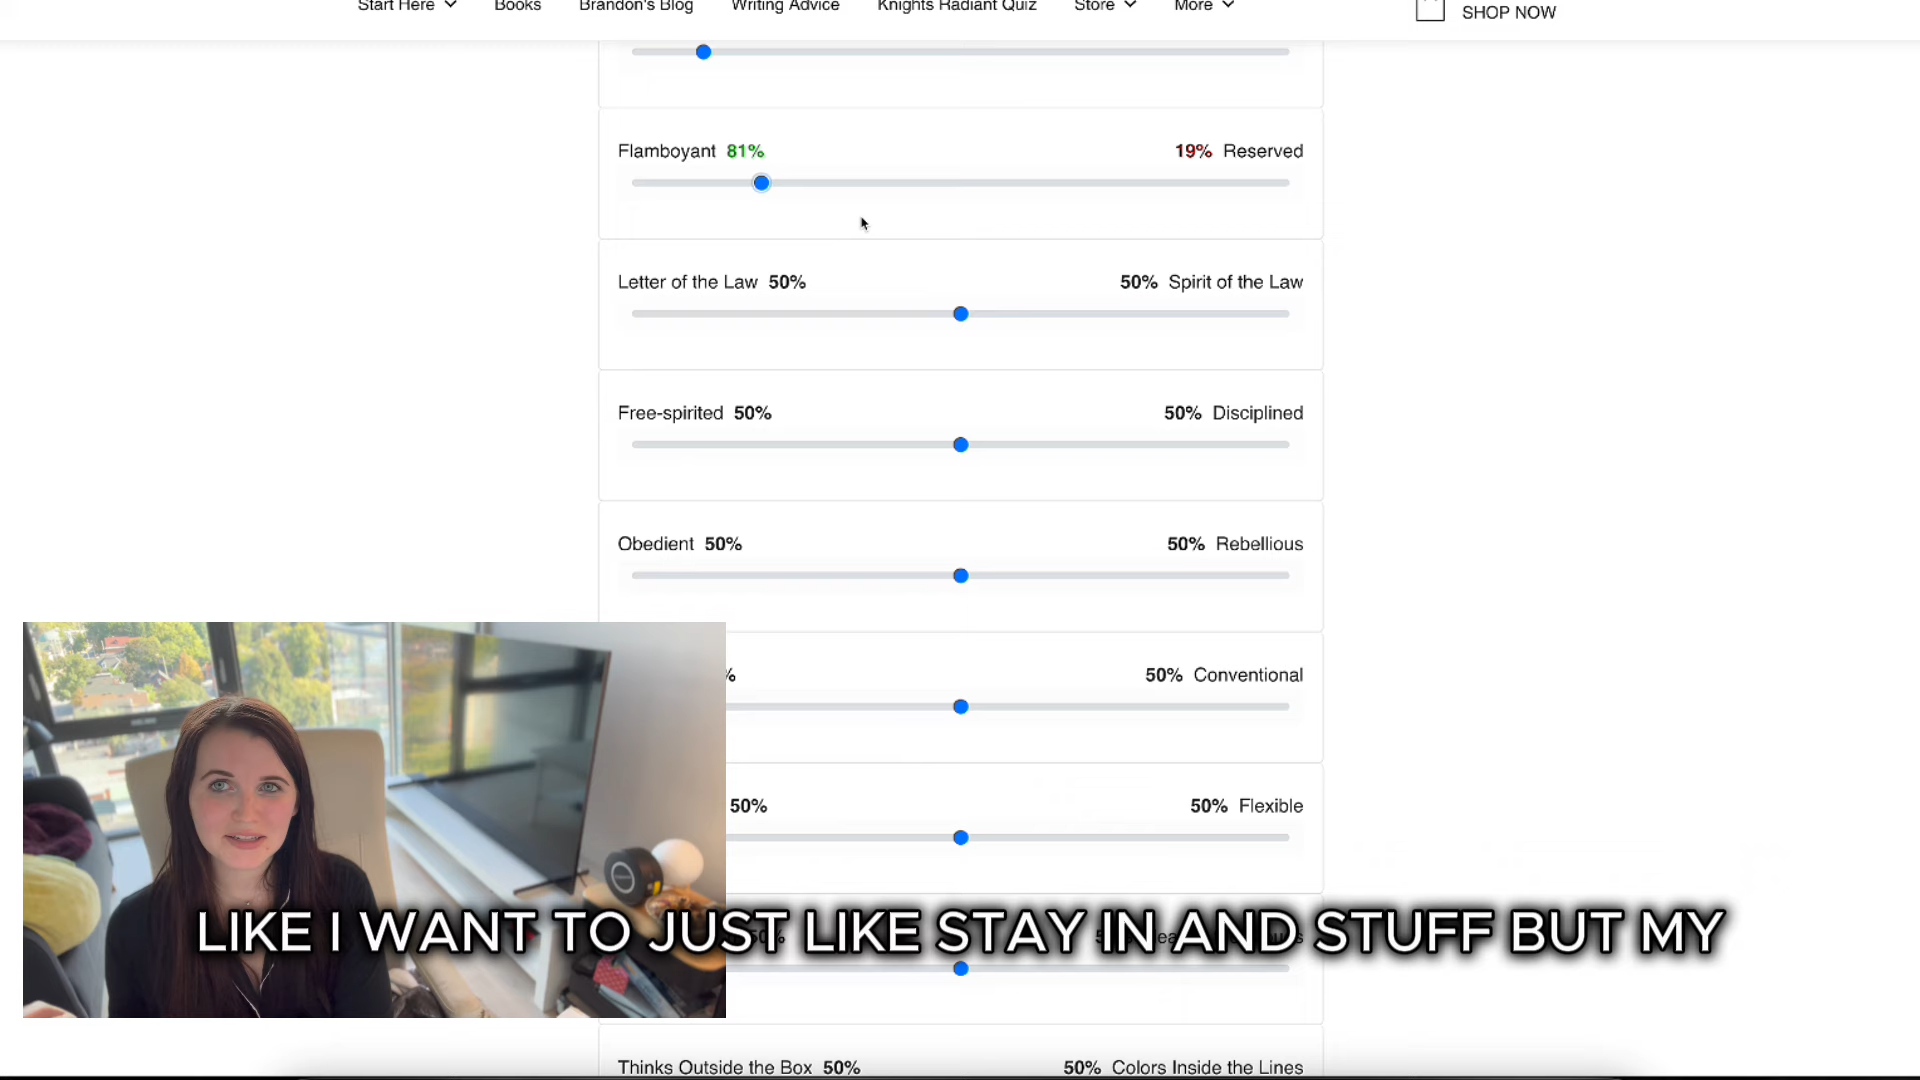 Start Here Books Brandon's Blog Writing Advice Knights Radiant Quiz Store More SHOP NOW
Flamboyant 81% 19% Reserved
Letter of the Law 50% 50% Spirit of the Law
Free-spirited 50% 50% Disciplined
Obedient 50% 50% Rebellious
% 50% Conventional
50% 50% Flexible
LIKE I WANT TO JUST LIKE STAY IN AND STUFF BUT MY
Thinks Outside the Box 50% 50% Colors Inside the Lines